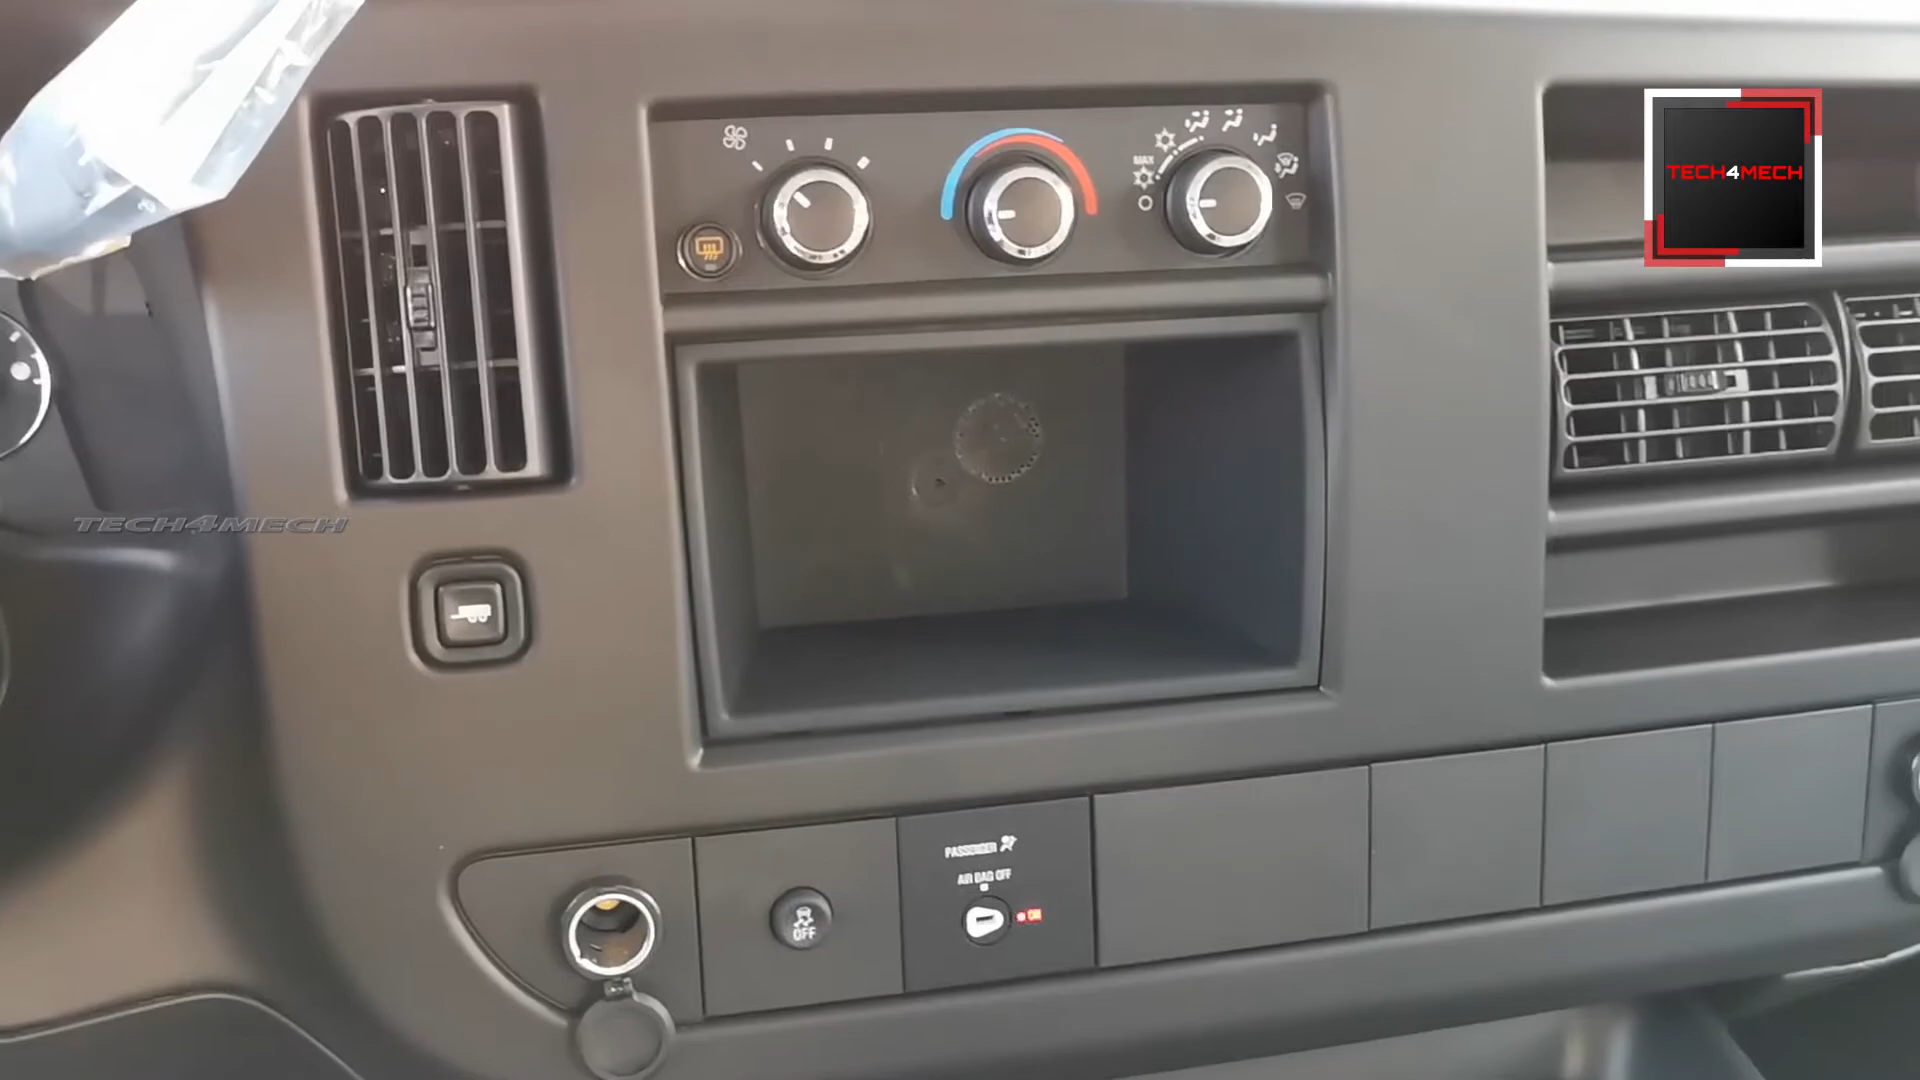 MAX
TECH4MECH
TECH4MECH
PASSENGER
AIR BAG OFF
ON
OFF